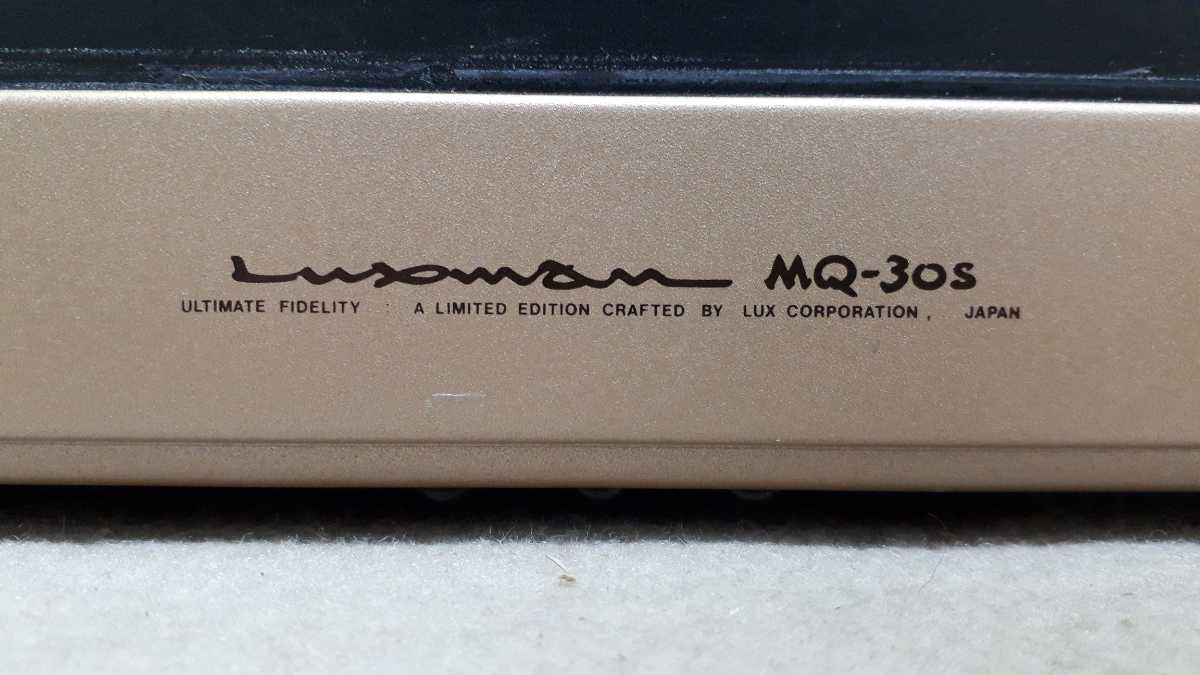 Luxman MQ-30s
ULTIMATE FIDELITY : A LIMITED EDITION CRAFTED BY LUX CORPORATION, JAPAN